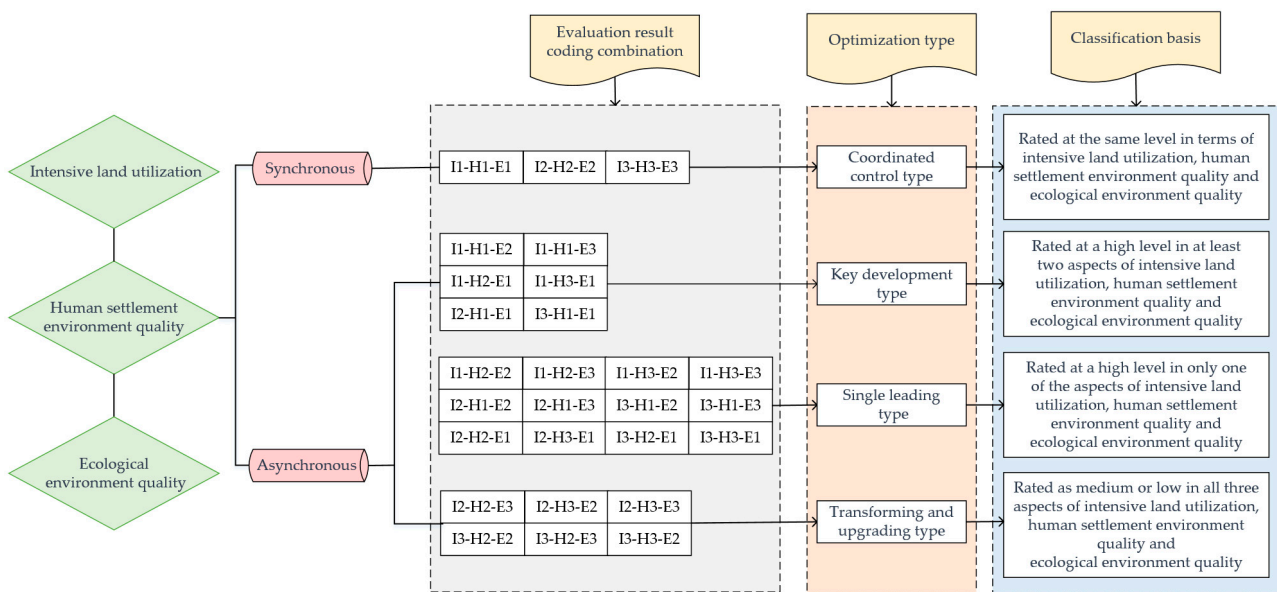 Evaluation result
coding combination
Optimization type
Classification basis
Intensive land utilization
Human settlement
environment quality
Ecological
environment quality
Synchronous
Asynchronous
I1-H1-E1 I2-H2-E2 I3-H3-E3
Coordinated
control type
Rated at the same level in terms of
intensive land utilization, human
settlement environment quality and
ecological environment quality
I1-H1-E2 I1-H1-E3
I1-H2-E1 I1-H3-E1
I2-H1-E1 I3-H1-E1
Key development
type
Rated at a high level in at least
two aspects of intensive land
utilization, human settlement
environment quality and
ecological environment quality
I1-H2-E2 I1-H2-E3 I1-H3-E2 I1-H3-E3
I2-H1-E2 I2-H1-E3 I3-H1-E2 I3-H1-E3
I2-H2-E1 I2-H3-E1 I3-H2-E1 I3-H3-E1
Single leading
type
Rated at a high level in only one
of the aspects of intensive land
utilization, human settlement
environment quality and
ecological environment quality
I2-H2-E3 I2-H3-E2 I2-H3-E3
I3-H2-E2 I3-H2-E3 I3-H3-E2
Transforming and
upgrading type
Rated as medium or low in all three
aspects of intensive land utilization,
human settlement environment
quality and
ecological environment quality